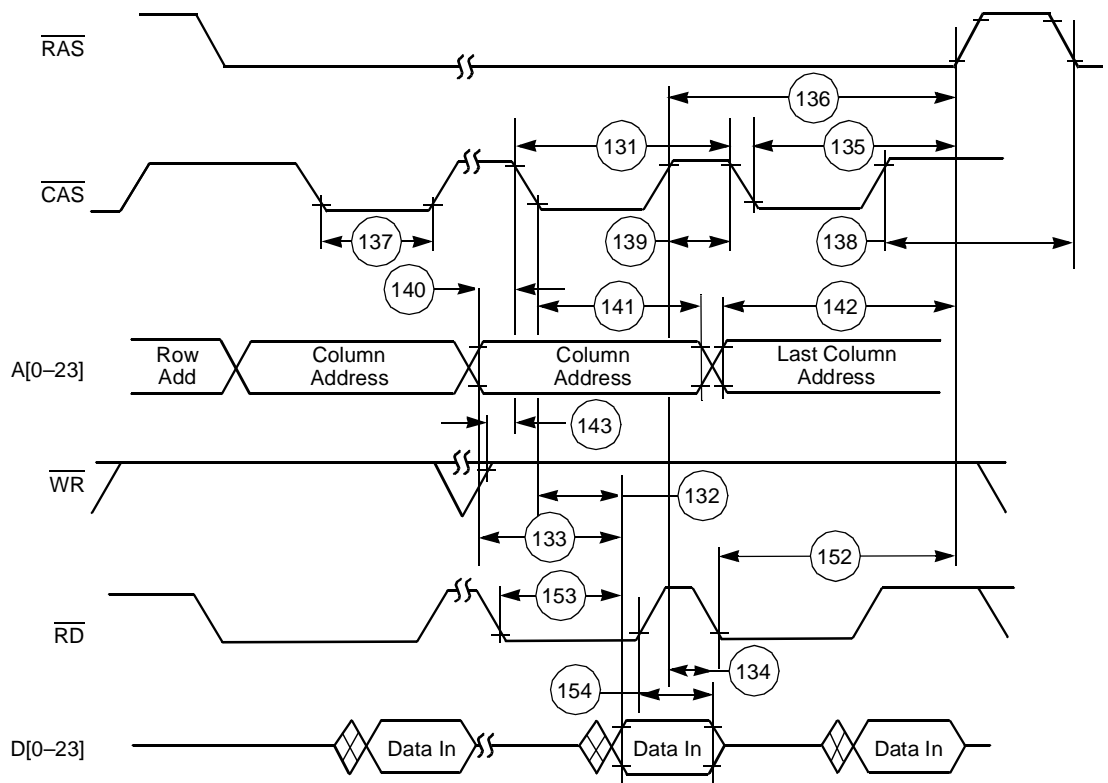 RAS
136
131
135
CAS
137
139
138
140
141
142
A[0–23]
Row
Add
Column
Address
Column
Address
Last Column
Address
143
WR
132
133
152
153
RD
134
154
D[0–23]
Data In
Data In
Data In